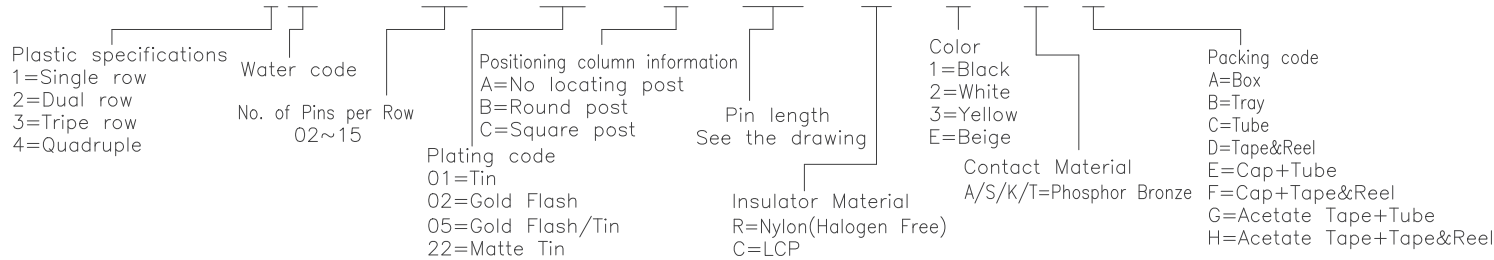 Plastic specifications
1=Single row
2=Dual row
3=Tripe row
4=Quadruple
Water code
No. of Pins per Row
02~15
Plating code
01=Tin
02=Gold Flash
05=Gold Flash/Tin
22=Matte Tin
Positioning column information
A=No locating post
B=Round post
C=Square post
Pin length
See the drawing
Insulator Material
R=Nylon(Halogen Free)
C=LCP
Color
1=Black
2=White
3=Yellow
E=Beige
Contact Material
A/S/K/T=Phosphor Bronze
Packing code
A=Box
B=Tray
C=Tube
D=Tape&Reel
E=Cap+Tube
F=Cap+Tape&Reel
G=Acetate Tape+Tube
H=Acetate Tape+Tape&Reel